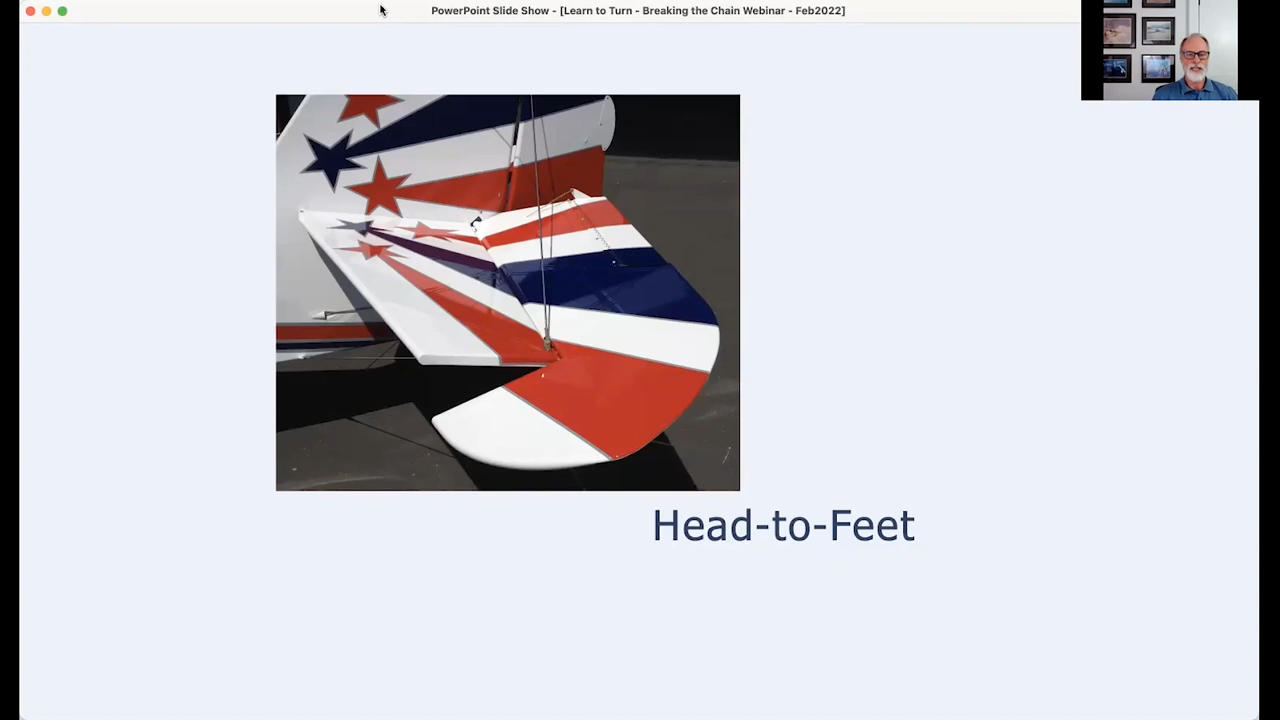 PowerPoint Slide Show - [Learn to Turn - Breaking the Chain Webinar - Feb2022]
Head-to-Feet